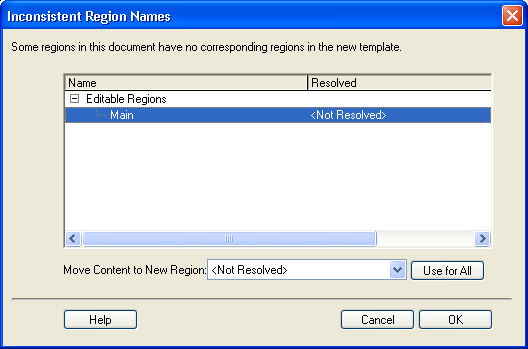 Inconsistent Region Names
Some regions in this document have no corresponding regions in the new template.
Name Resolved
Editable Regions
Main <Not Resolved>
Move Content to New Region: <Not Resolved> Use for All
Help Cancel OK